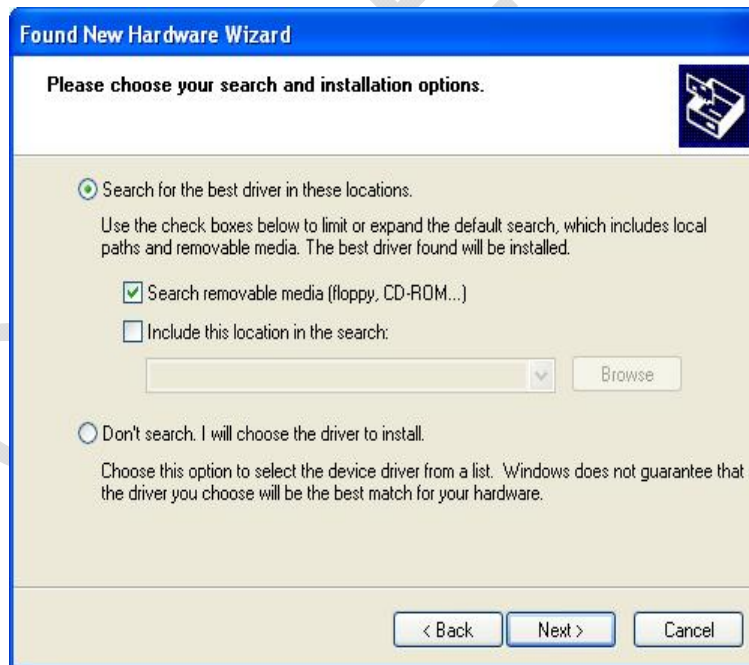 Found New Hardware Wizard
Please choose your search and installation options.
Search for the best driver in these locations.
Use the check boxes below to limit or expand the default search, which includes local
paths and removable media. The best driver found will be installed.
Search removable media (floppy, CD-ROM...)
Include this location in the search:
Browse
Don't search. I will choose the driver to install.
Choose this option to select the device driver from a list. Windows does not guarantee that
the driver you choose will be the best match for your hardware.
< Back Next > Cancel